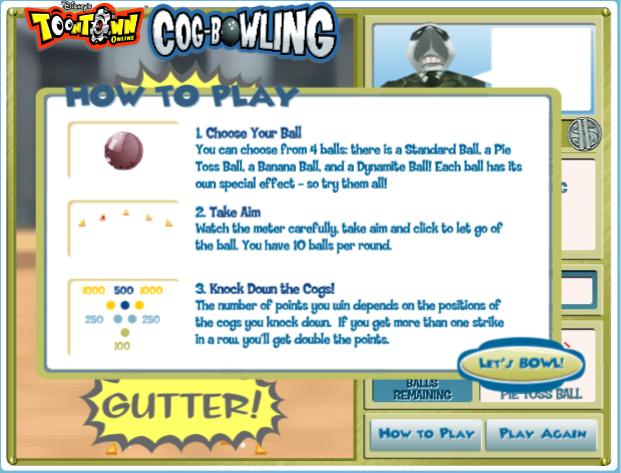 Disney's
TOONTOWN
ONLINE
COG-BOWLING
HOW TO PLAY
1. Choose Your Ball
You can choose from 4 balls: there is a Standard Ball, a Pie
Toss Ball, a Banana Ball, and a Dynamite Ball! Each ball has its
own special effect - so try them all!
2. Take Aim
Watch the meter carefully, take aim and click to let go of
the ball. You have 10 balls per round.
1000 500 1000
250 250
100
3. Knock Down the Cogs!
The number of points you win depends on the positions of
the cogs you knock down. If you get more than one strike
in a row, you'll get double the points.
LET'S BOWL!
GUTTER!
BALLS
REMAINING
PIE TOSS BALL
HOW TO PLAY
PLAY AGAIN